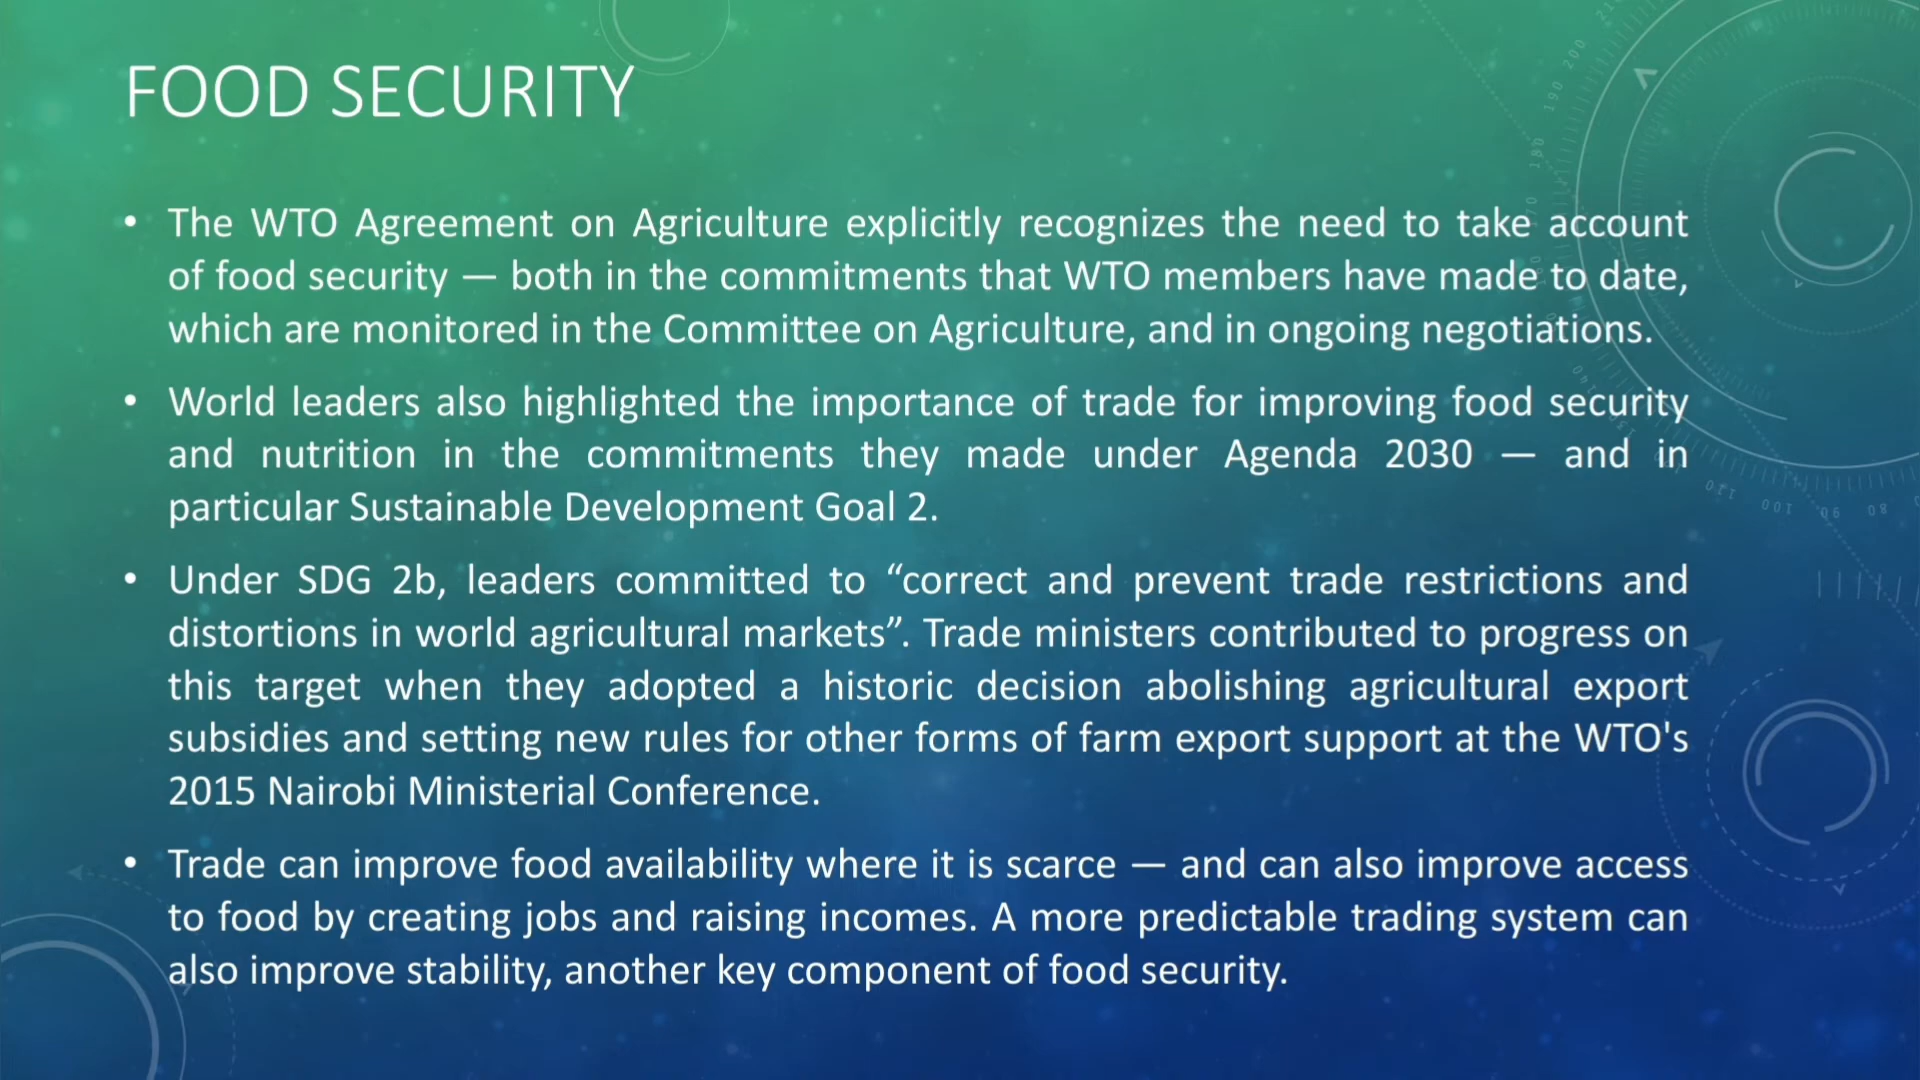 FOOD SECURITY
• The WTO Agreement on Agriculture explicitly recognizes the need to take account
of food security — both in the commitments that WTO members have made to date,
which are monitored in the Committee on Agriculture, and in ongoing negotiations.
• World leaders also highlighted the importance of trade for improving food security
and nutrition in the commitments they made under Agenda 2030 — and in
particular Sustainable Development Goal 2.
• Under SDG 2b, leaders committed to “correct and prevent trade restrictions and
distortions in world agricultural markets”. Trade ministers contributed to progress on
this target when they adopted a historic decision abolishing agricultural export
subsidies and setting new rules for other forms of farm export support at the WTO's
2015 Nairobi Ministerial Conference.
• Trade can improve food availability where it is scarce — and can also improve access
to food by creating jobs and raising incomes. A more predictable trading system can
also improve stability, another key component of food security.
200
190
180
110
100
90
80